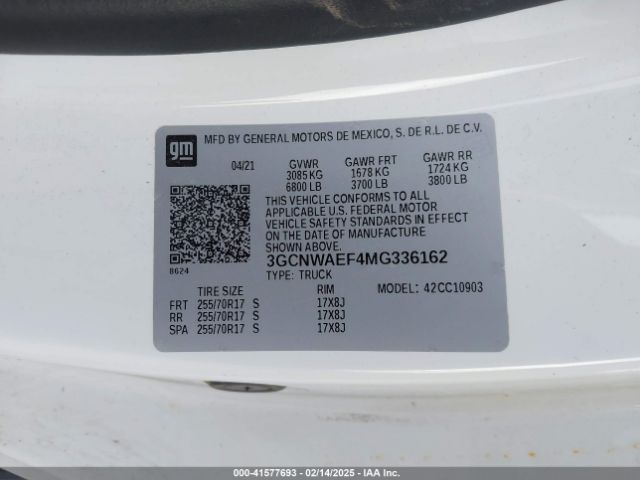 gm
MFD BY GENERAL MOTORS DE MEXICO, S. DE R.L. DE C.V.
04/21 GVWR GAWR FRT GAWR RR
3085 KG 1678 KG 1724 KG
6800 LB 3700 LB 3800 LB
THIS VEHICLE CONFORMS TO ALL
APPLICABLE U.S. FEDERAL MOTOR
VEHICLE SAFETY STANDARDS IN EFFECT
ON THE DATE OF MANUFACTURE
SHOWN ABOVE.
3GCNWAEF4MG336162
8624
TYPE: TRUCK
TIRE SIZE RIM MODEL: 42CC10903
FRT 255/70R17 S 17X8J
RR 255/70R17 S 17X8J
SPA 255/70R17 S 17X8J
000-41577693 02/14/2025 IAA Inc.